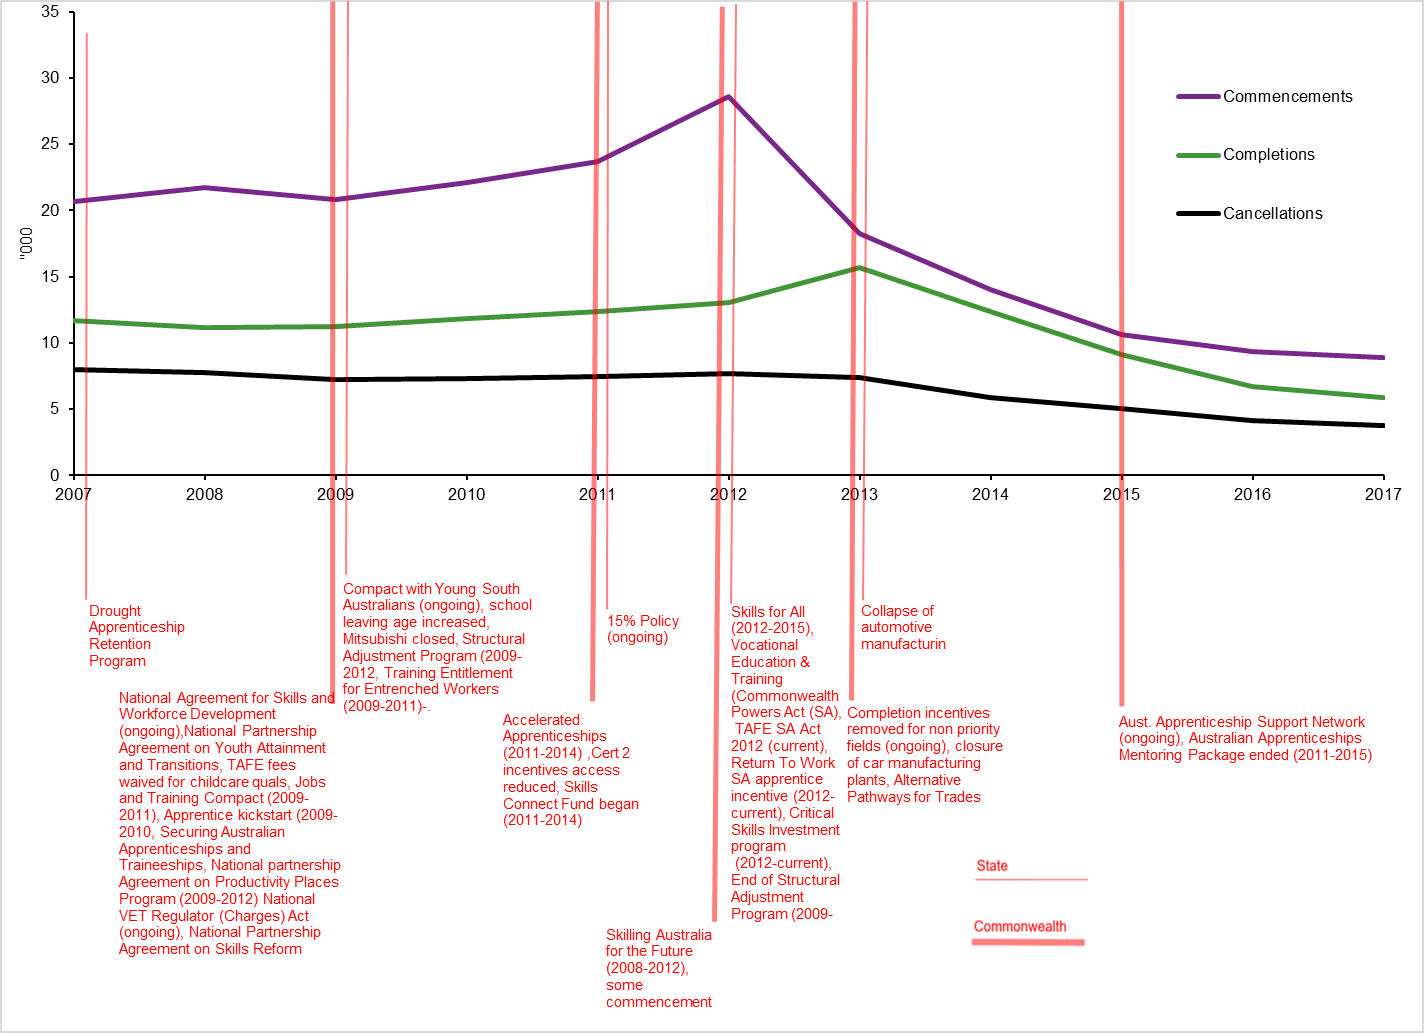 35
30
25
20
15
10
5
0
"000
Commencements
Completions
Cancellations
2007 2008 2009 2010 2011 2012 2013 2014 2015 2016 2017
Drought
Apprenticeship
Retention
Program
National Agreement for Skills and
Workforce Development
(ongoing),National Partnership
Agreement on Youth Attainment
and Transitions, TAFE fees
waived for childcare quals, Jobs
and Training Compact (2009-
2011), Apprentice kickstart (2009-
2010, Securing Australian
Apprenticeships and
Traineeships, National partnership
Agreement on Productivity Places
Program (2009-2012) National
VET Regulator (Charges) Act
(ongoing), National Partnership
Agreement on Skills Reform
Compact with Young South
Australians (ongoing), school
leaving age increased,
Mitsubishi closed, Structural
Adjustment Program (2009-
2012, Training Entitlement
for Entrenched Workers
(2009-2011)-.
Accelerated
Apprenticeships
(2011-2014) ,Cert 2
incentives access
reduced, Skills
Connect Fund began
(2011-2014)
15% Policy
(ongoing)
Skilling Australia
for the Future
(2008-2012),
some
commencement
Skills for All
(2012-2015),
Vocational
Education &
Training
(Commonwealth
Powers Act (SA),
TAFE SA Act
2012 (current),
Return To Work
SA apprentice
incentive (2012-
current), Critical
Skills Investment
program
(2012-current),
End of Structural
Adjustment
Program (2009-
Collapse of
automotive
manufacturin
Completion incentives
removed for non priority
fields (ongoing), closure
of car manufacturing
plants, Alternative
Pathways for Trades
Aust. Apprenticeship Support Network
(ongoing), Australian Apprenticeships
Mentoring Package ended (2011-2015)
State
Commonwealth